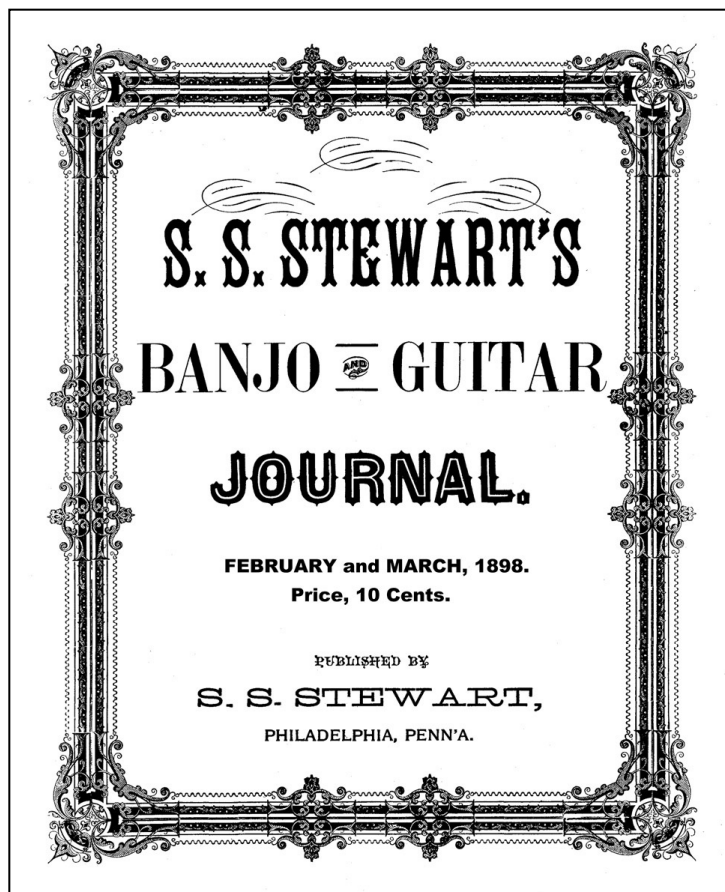 S. S. STEWART'S
BANJO AND GUITAR
JOURNAL.
FEBRUARY and MARCH, 1898.
Price, 10 Cents.
PUBLISHED BY
S. S. STEWART,
PHILADELPHIA, PENN'A.